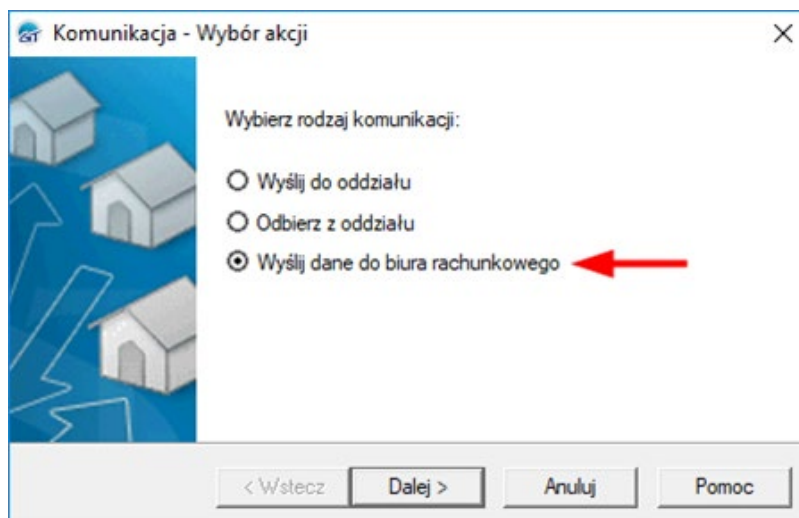 Komunikacja - Wybór akcji
Wybierz rodzaj komunikacji:
Wyślij do oddziału
Odbierz z oddziału
Wyślij dane do biura rachunkowego
< Wstecz Dalej > Anuluj Pomoc